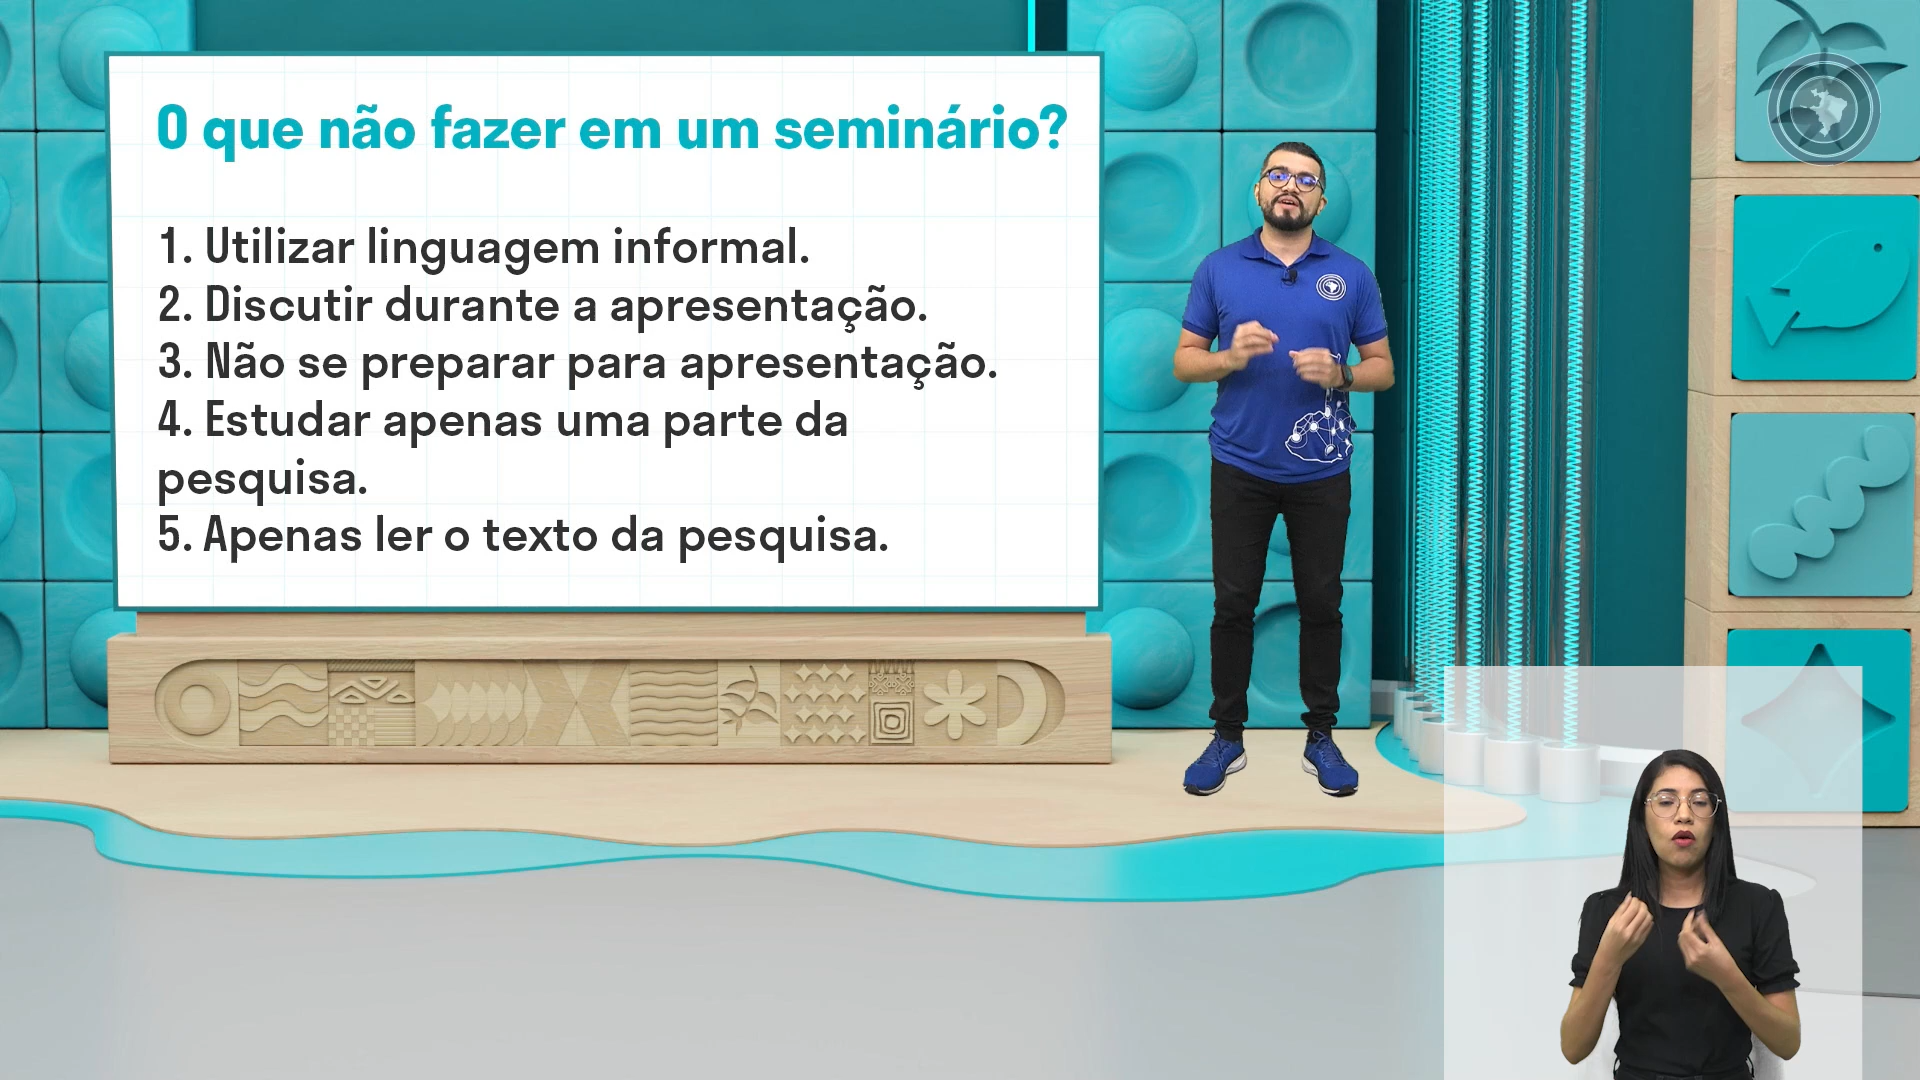 O que não fazer em um seminário?
1. Utilizar linguagem informal.
2. Discutir durante a apresentação.
3. Não se preparar para apresentação.
4. Estudar apenas uma parte da
pesquisa.
5. Apenas ler o texto da pesquisa.